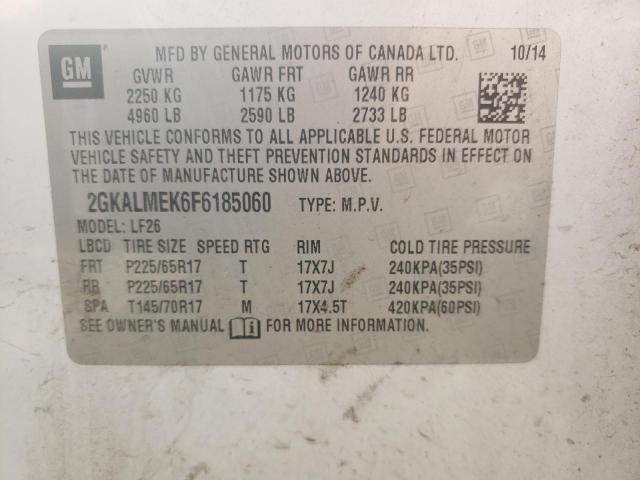 GM MFD BY GENERAL MOTORS OF CANADA LTD. 10/14
GVWR GAWR FRT GAWR RR
2250 KG 1175 KG 1240 KG
4960 LB 2590 LB 2733 LB
THIS VEHICLE CONFORMS TO ALL APPLICABLE U.S. FEDERAL MOTOR
VEHICLE SAFETY AND THEFT PREVENTION STANDARDS IN EFFECT ON
THE DATE OF MANUFACTURE SHOWN ABOVE.
2GKALMEK6F6185060 TYPE: M.P.V.
MODEL: LF26
LBCD TIRE SIZE SPEED RTG RIM COLD TIRE PRESSURE
FRT P225/65R17 T 17X7J 240KPA(35PSI)
RR P225/65R17 T 17X7J 240KPA(35PSI)
SPA T145/70R17 M 17X4.5T 420KPA(60PSI)
SEE OWNER'S MANUAL FOR MORE INFORMATION.